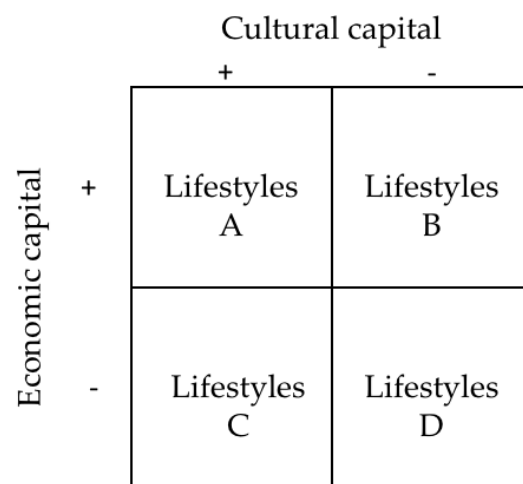 Cultural capital
+ -
Economic capital
+
Lifestyles
A
Lifestyles
B
-
Lifestyles
C
Lifestyles
D